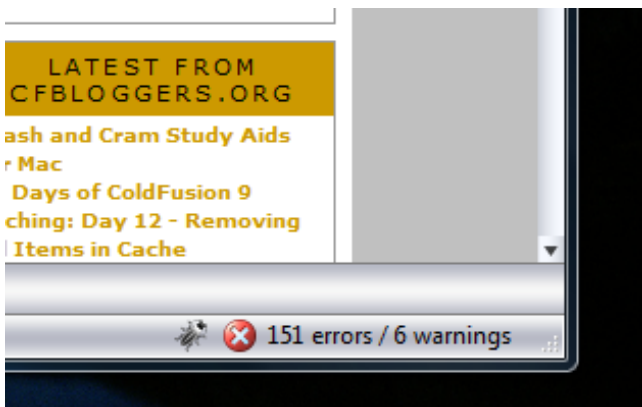 LATEST FROM
CFBLOGGERS.ORG
ash and Cram Study Aids
r Mac
Days of ColdFusion 9
ching: Day 12 - Removing
Items in Cache
151 errors / 6 warnings